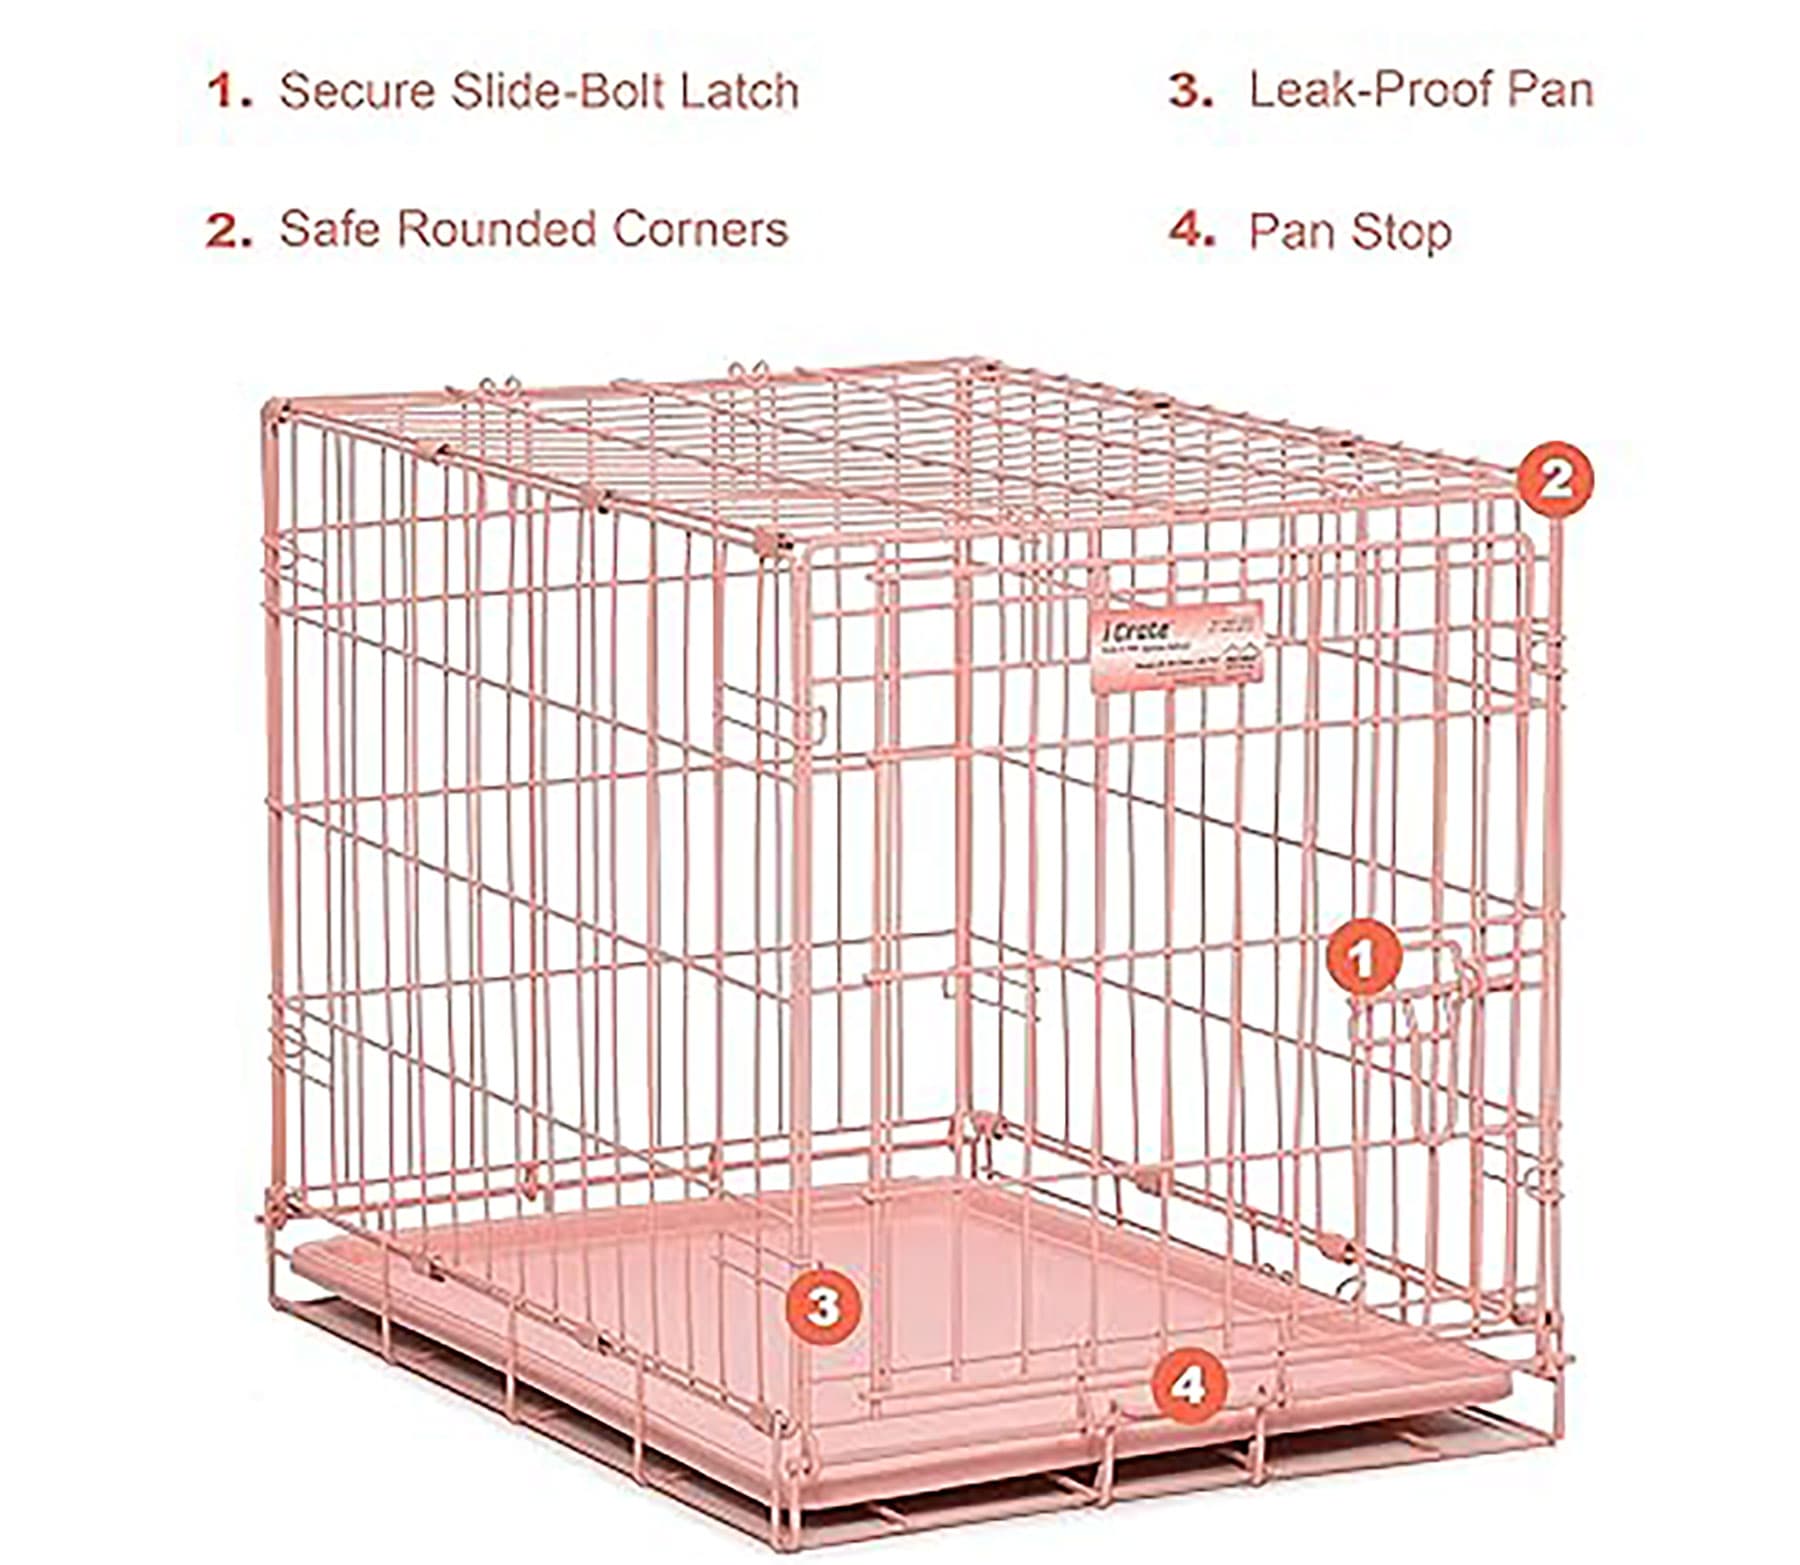 1. Secure Slide-Bolt Latch
3. Leak-Proof Pan
2. Safe Rounded Corners
4. Pan Stop
2
iCrate
1
3
4